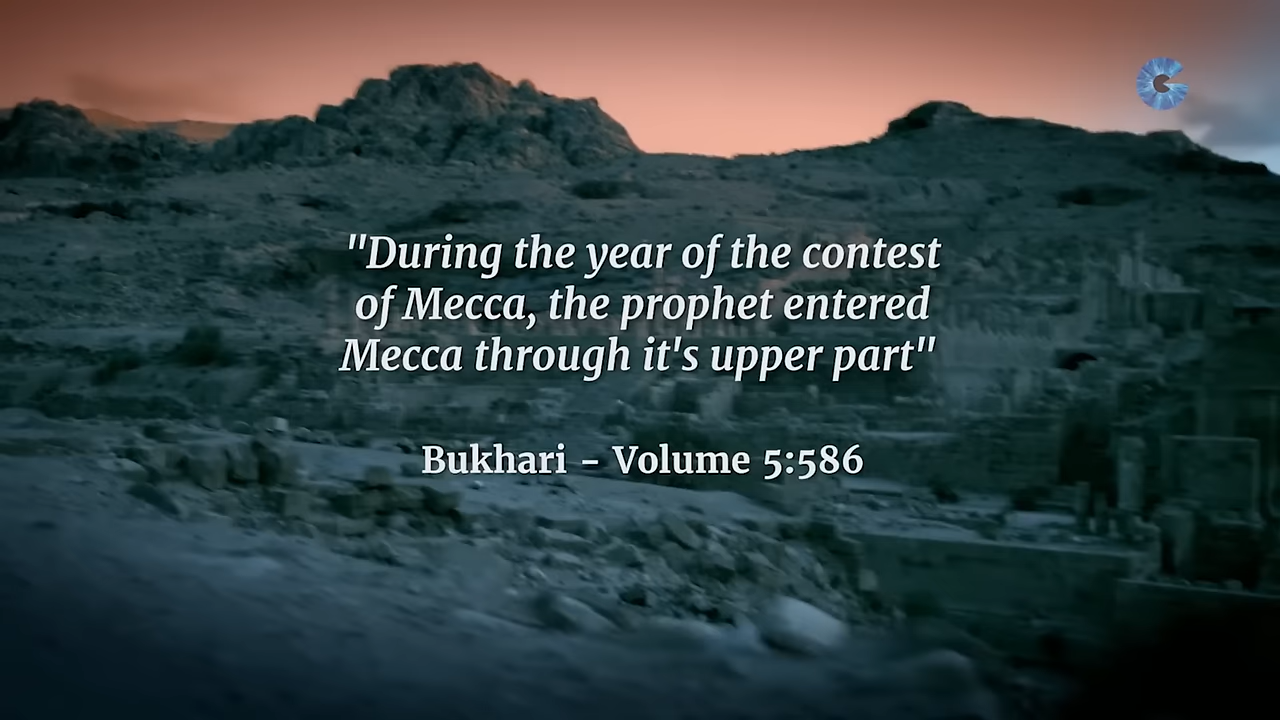 "During the year of the contest
of Mecca, the prophet entered
Mecca through it's upper part"
Bukhari - Volume 5:586